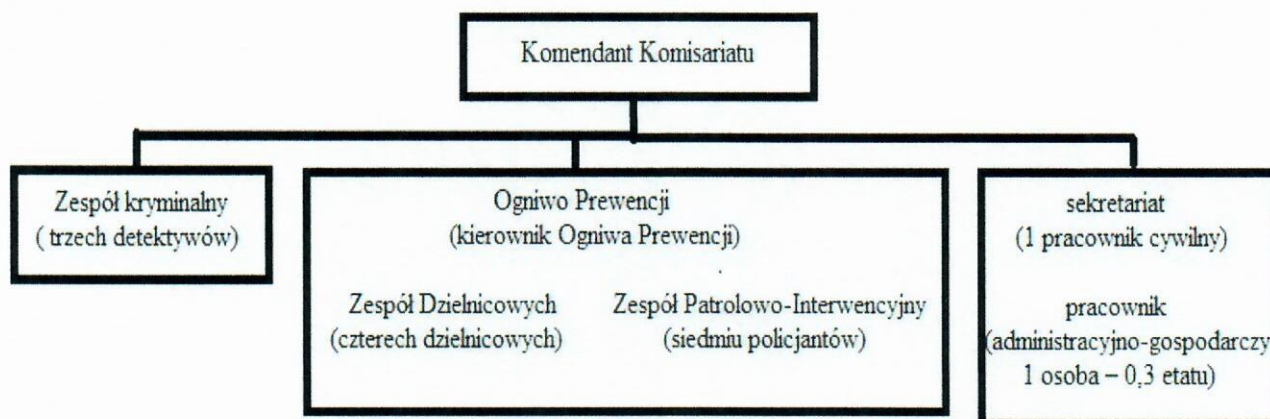 Komendant Komisariatu
Zespół kryminalny
( trzech detektywów)
Ogniwo Prewencji
(kierownik Ogniwa Prewencji)
Zespół Dzielnicowych
(czterech dzielnicowych)
Zespół Patrolowo-Interwencyjny
(siedmiu policjantów)
sekretariat
(1 pracownik cywilny)
pracownik
(administracyjno-gospodarczy
1 osoba – 0,3 etatu)